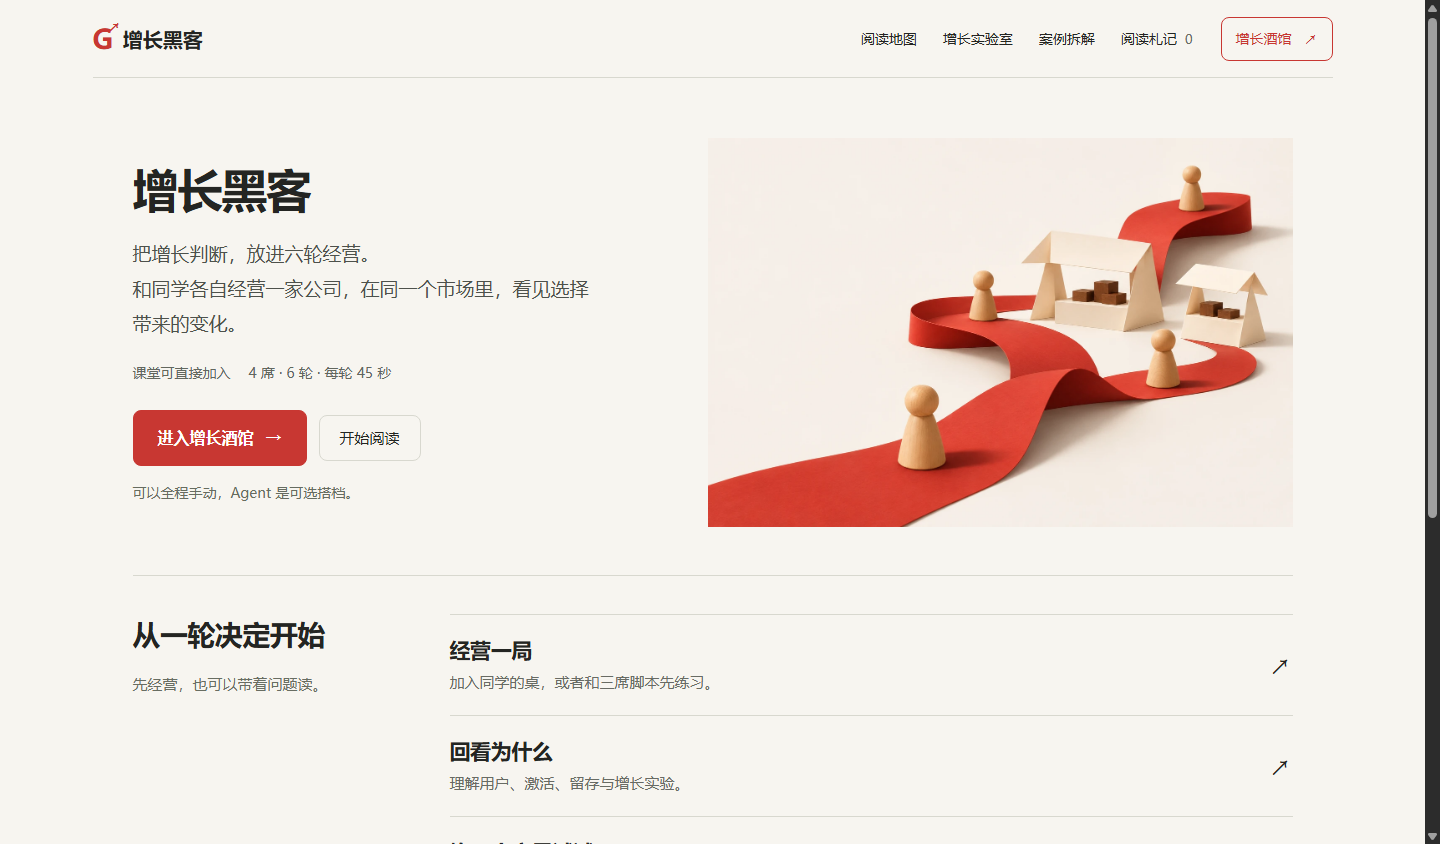 G 增长黑客
阅读地图 增长实验室 案例拆解 阅读札记 0 增长酒馆 ↗
增长黑客
把增长判断，放进六轮经营。
和同学各自经营一家公司，在同一个市场里，看见选择
带来的变化。
课堂可直接加入 4 席 · 6 轮 · 每轮 45 秒
进入增长酒馆 → 开始阅读
可以全程手动，Agent 是可选搭档。
从一轮决定开始
先经营，也可以带着问题读。
经营一局 ↗
加入同学的桌，或者和三席脚本先练习。
回看为什么 ↗
理解用户、激活、留存与增长实验。